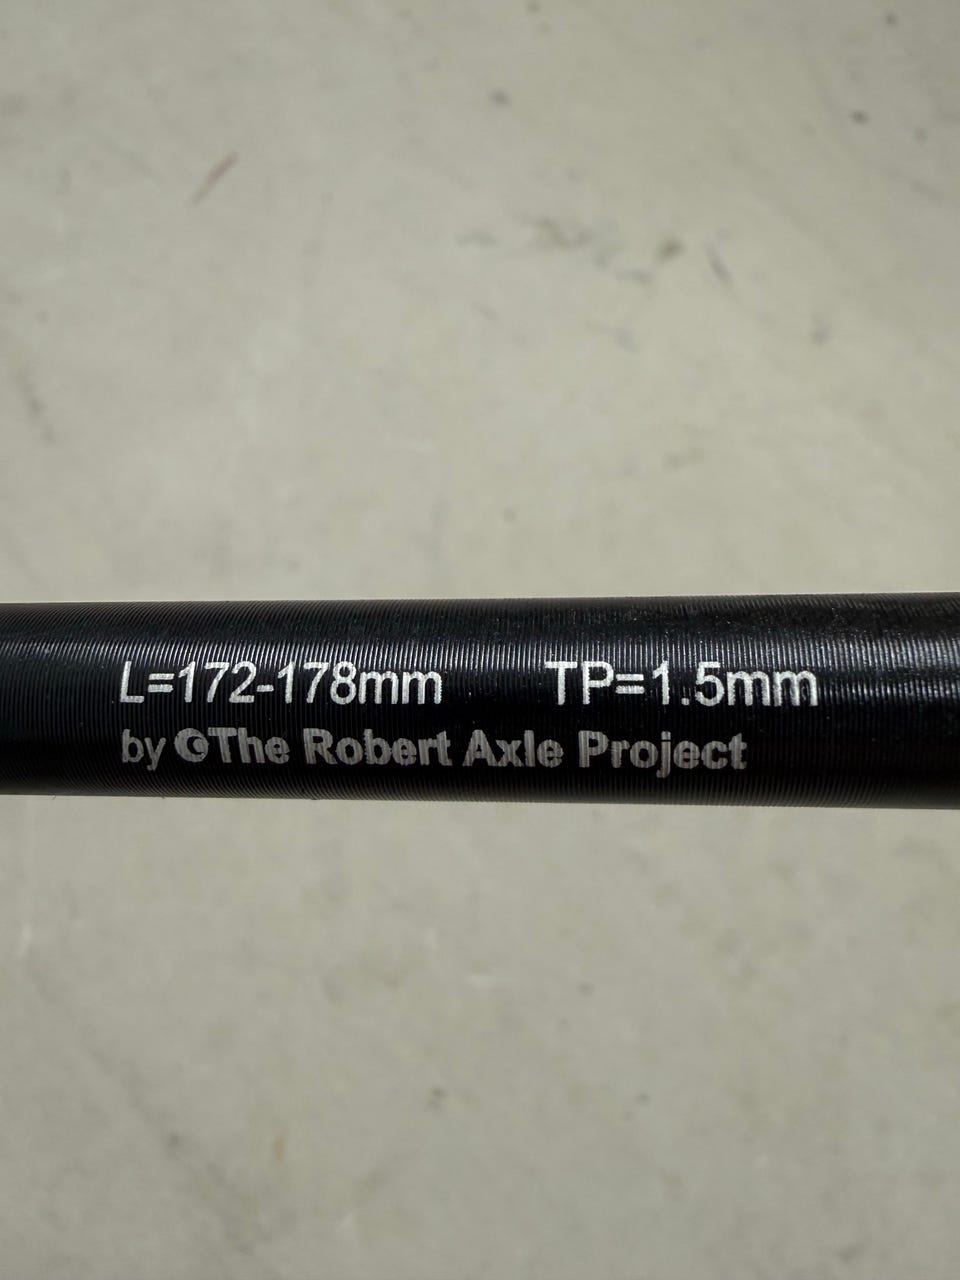 L=172-178mm TP=1.5mm
by ©The Robert Axle Project